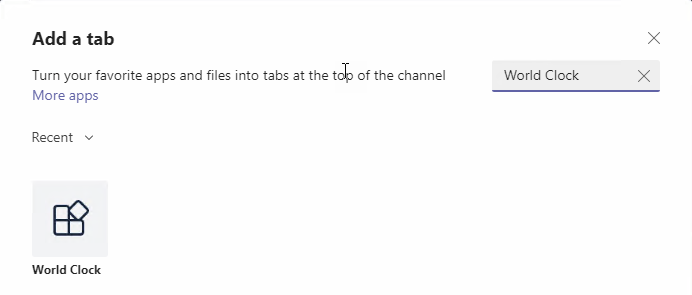 Add a tab
Turn your favorite apps and files into tabs at the top of the channel
More apps
World Clock
Recent
World Clock